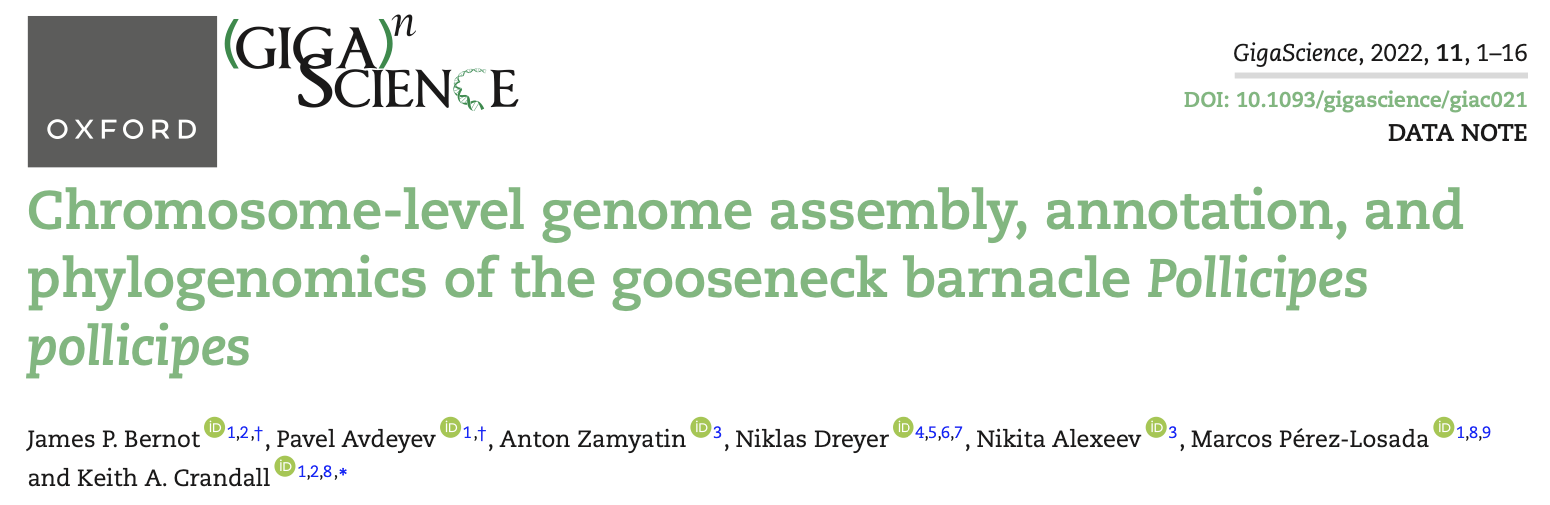 OXFORD
(GIGA)n
SCIENCE
GigaScience, 2022, 11, 1–16
DOI: 10.1093/gigascience/giac021
DATA NOTE
Chromosome-level genome assembly, annotation, and
phylogenomics of the gooseneck barnacle Pollicipes
pollicipes
James P. Bernot iD 1,2,†, Pavel Avdeyev iD 1,†, Anton Zamyatin iD 3, Niklas Dreyer iD 4,5,6,7, Nikita Alexeev iD 3, Marcos Pérez-Losada iD 1,8,9
and Keith A. Crandall iD 1,2,8,*